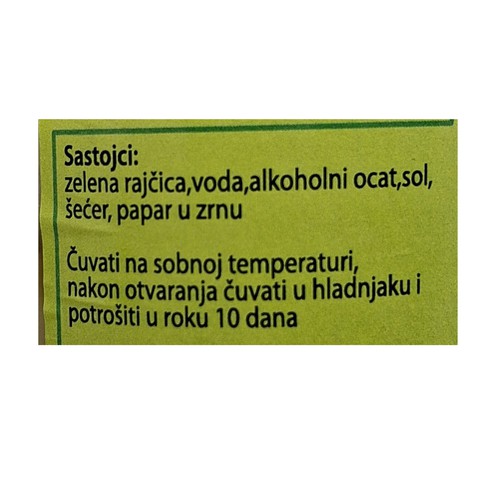 Sastojci:
zelena rajčica,voda,alkoholni ocat,sol,
šećer, papar u zrnu
Čuvati na sobnoj temperaturi,
nakon otvaranja čuvati u hladnjaku i
potrošiti u roku 10 dana